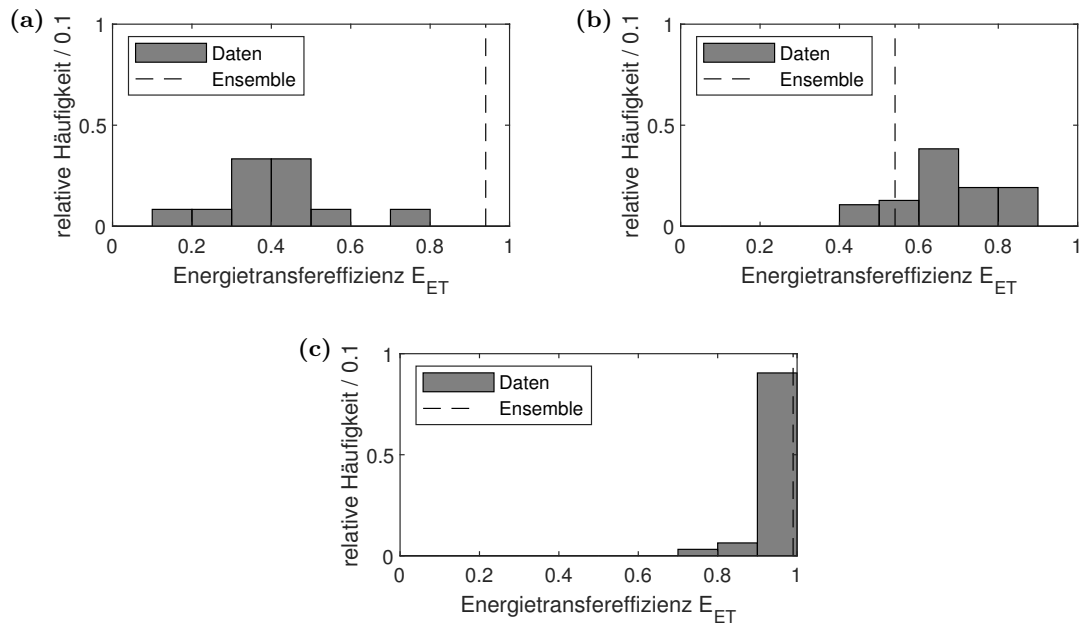 (a)
relative Häufigkeit / 0.1
1
0.5
0
Daten
Ensemble
0 0.2 0.4 0.6 0.8 1
Energietransfereffizienz E_ET
(b)
relative Häufigkeit / 0.1
1
0.5
0
Daten
Ensemble
0 0.2 0.4 0.6 0.8 1
Energietransfereffizienz E_ET
(c)
relative Häufigkeit / 0.1
1
0.5
0
Daten
Ensemble
0 0.2 0.4 0.6 0.8 1
Energietransfereffizienz E_ET